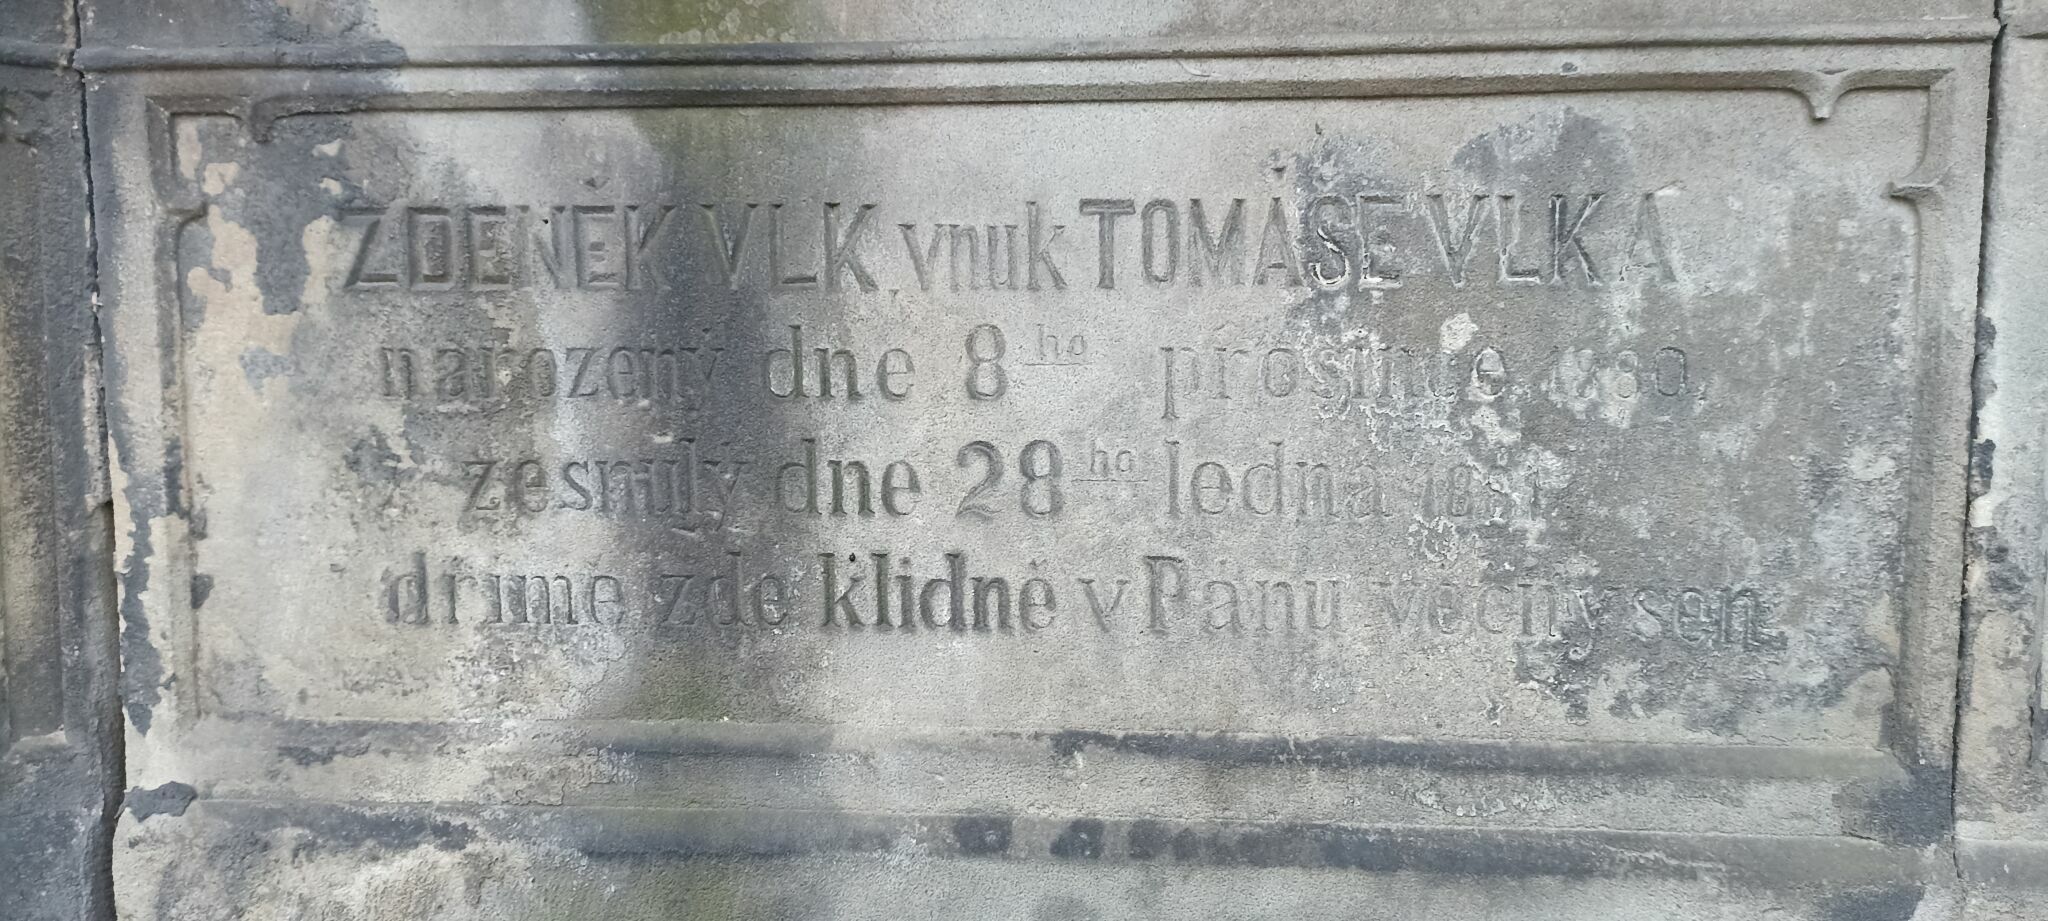 ZDENĚK VLK, vnuk TOMÁŠE VLKA
narozený dne 8ho prosince 1880,
zesnulý dne 28ho ledna
dříme zde klidně v Pánu věčný sen.